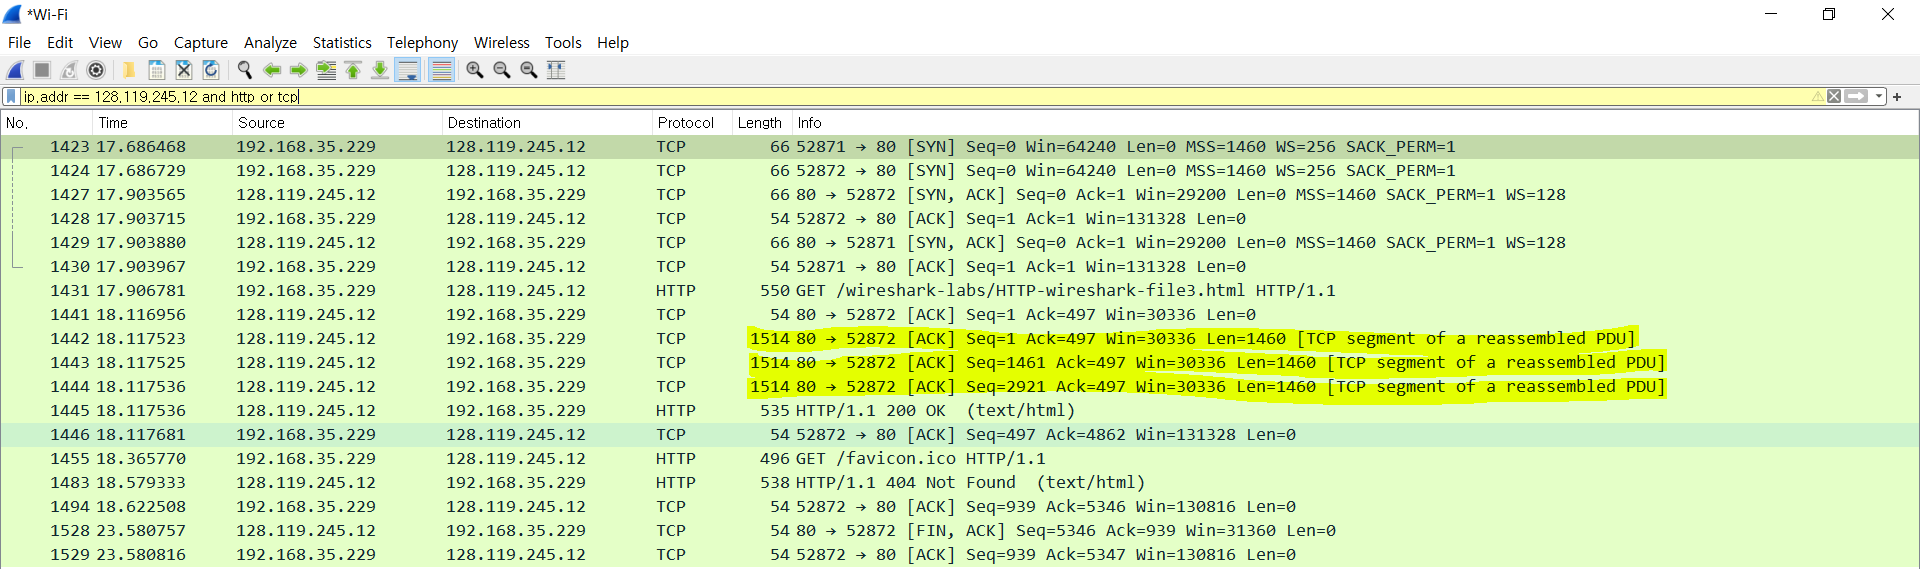 *Wi-Fi
File Edit View Go Capture Analyze Statistics Telephony Wireless Tools Help
ip.addr == 128.119.245.12 and http or tcp
No. Time Source Destination Protocol Length Info
1423 17.686468 192.168.35.229 128.119.245.12 TCP 66 52871 → 80 [SYN] Seq=0 Win=64240 Len=0 MSS=1460 WS=256 SACK_PERM=1
1424 17.686729 192.168.35.229 128.119.245.12 TCP 66 52872 → 80 [SYN] Seq=0 Win=64240 Len=0 MSS=1460 WS=256 SACK_PERM=1
1427 17.903565 128.119.245.12 192.168.35.229 TCP 66 80 → 52872 [SYN, ACK] Seq=0 Ack=1 Win=29200 Len=0 MSS=1460 SACK_PERM=1 WS=128
1428 17.903715 192.168.35.229 128.119.245.12 TCP 54 52872 → 80 [ACK] Seq=1 Ack=1 Win=131328 Len=0
1429 17.903880 128.119.245.12 192.168.35.229 TCP 66 80 → 52871 [SYN, ACK] Seq=0 Ack=1 Win=29200 Len=0 MSS=1460 SACK_PERM=1 WS=128
1430 17.903967 192.168.35.229 128.119.245.12 TCP 54 52871 → 80 [ACK] Seq=1 Ack=1 Win=131328 Len=0
1431 17.906781 192.168.35.229 128.119.245.12 HTTP 550 GET /wireshark-labs/HTTP-wireshark-file3.html HTTP/1.1
1441 18.116956 128.119.245.12 192.168.35.229 TCP 54 80 → 52872 [ACK] Seq=1 Ack=497 Win=30336 Len=0
1442 18.117523 128.119.245.12 192.168.35.229 TCP 1514 80 → 52872 [ACK] Seq=1 Ack=497 Win=30336 Len=1460 [TCP segment of a reassembled PDU]
1443 18.117525 128.119.245.12 192.168.35.229 TCP 1514 80 → 52872 [ACK] Seq=1461 Ack=497 Win=30336 Len=1460 [TCP segment of a reassembled PDU]
1444 18.117536 128.119.245.12 192.168.35.229 TCP 1514 80 → 52872 [ACK] Seq=2921 Ack=497 Win=30336 Len=1460 [TCP segment of a reassembled PDU]
1445 18.117536 128.119.245.12 192.168.35.229 HTTP 535 HTTP/1.1 200 OK (text/html)
1446 18.117681 192.168.35.229 128.119.245.12 TCP 54 52872 → 80 [ACK] Seq=497 Ack=4862 Win=131328 Len=0
1455 18.365770 192.168.35.229 128.119.245.12 HTTP 496 GET /favicon.ico HTTP/1.1
1483 18.579333 128.119.245.12 192.168.35.229 HTTP 538 HTTP/1.1 404 Not Found (text/html)
1494 18.622508 192.168.35.229 128.119.245.12 TCP 54 52872 → 80 [ACK] Seq=939 Ack=5346 Win=130816 Len=0
1528 23.580757 128.119.245.12 192.168.35.229 TCP 54 80 → 52872 [FIN, ACK] Seq=5346 Ack=939 Win=31360 Len=0
1529 23.580816 192.168.35.229 128.119.245.12 TCP 54 52872 → 80 [ACK] Seq=939 Ack=5347 Win=130816 Len=0